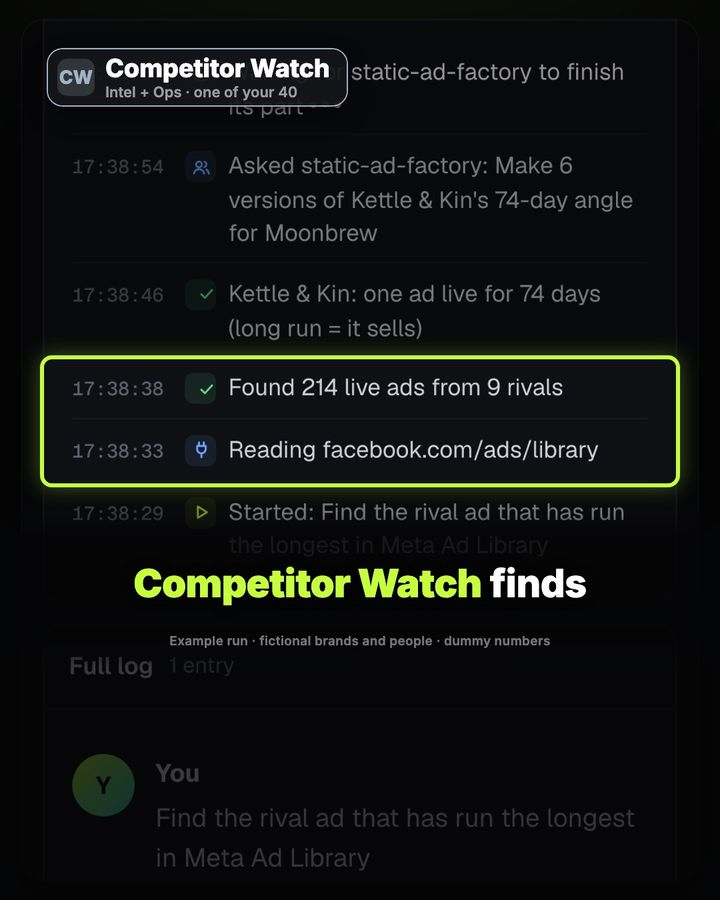 CW
Competitor Watch
Intel + Ops · one of your 40
static-ad-factory to finish
its part
17:38:54
Asked static-ad-factory: Make 6
versions of Kettle & Kin's 74-day angle
for Moonbrew
17:38:46
Kettle & Kin: one ad live for 74 days
(long run = it sells)
17:38:38
Found 214 live ads from 9 rivals
17:38:33
Reading facebook.com/ads/library
17:38:29
Started: Find the rival ad that has run
the longest in Meta Ad Library
Competitor Watch finds
Example run · fictional brands and people · dummy numbers
Full log 1 entry
Y
You
Find the rival ad that has run the longest
in Meta Ad Library